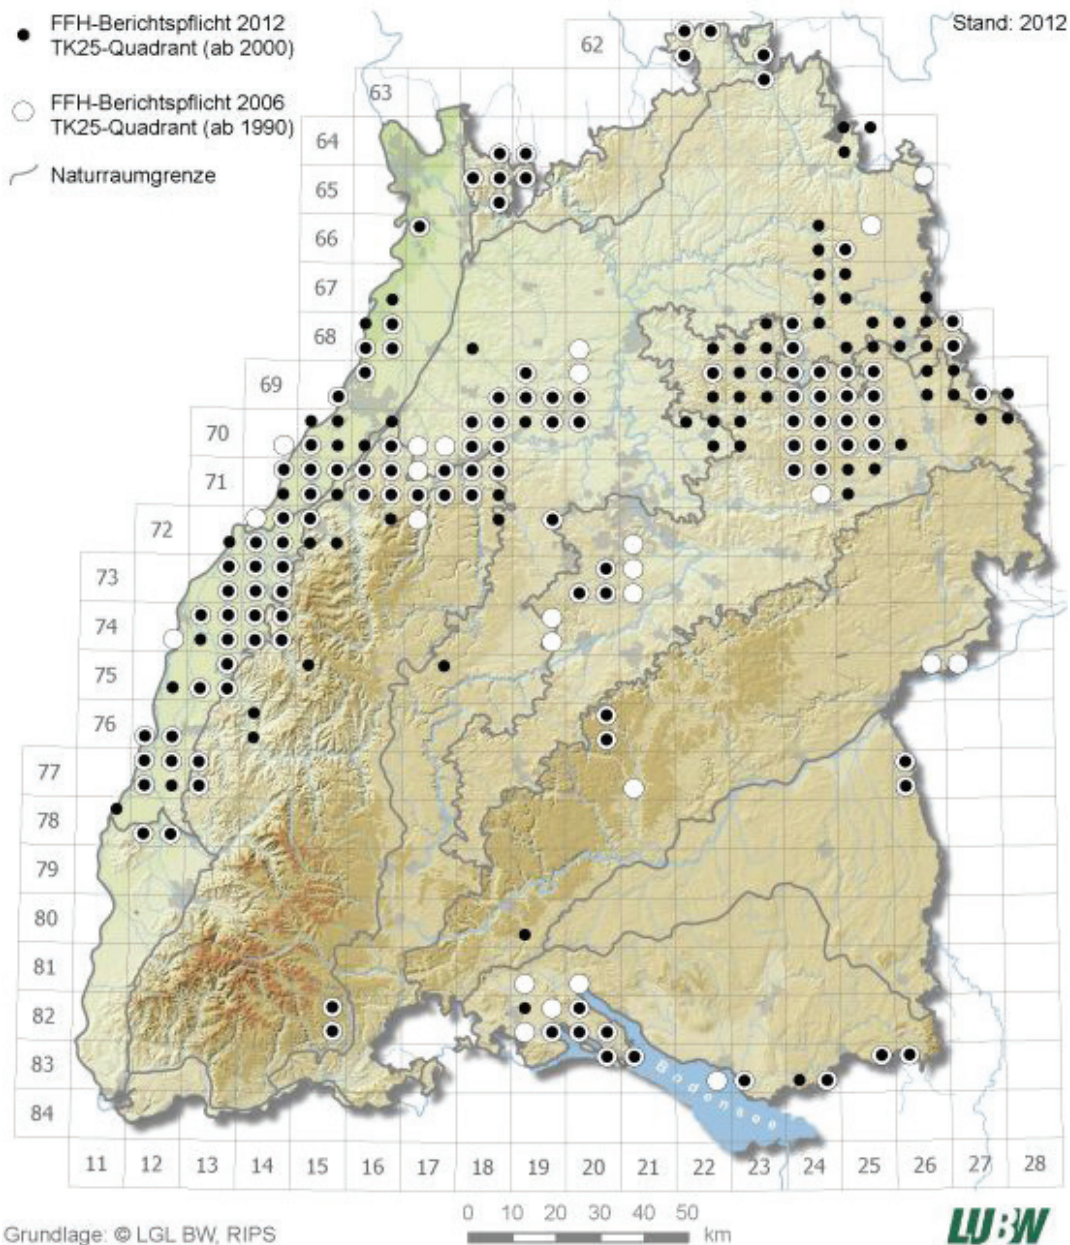 FFH-Berichtspflicht 2012
TK25-Quadrant (ab 2000)
Stand: 2012
FFH-Berichtspflicht 2006
TK25-Quadrant (ab 1990)
Naturraumgrenze
62
63
64
65
66
67
68
69
70
71
72
73
74
75
76
77
78
79
80
81
82
83
84
Bodensee
11 12 13 14 15 16 17 18 19 20 21 22 23 24 25 26 27 28
0 10 20 30 40 50
km
Grundlage: © LGL BW, RIPS
LUBW